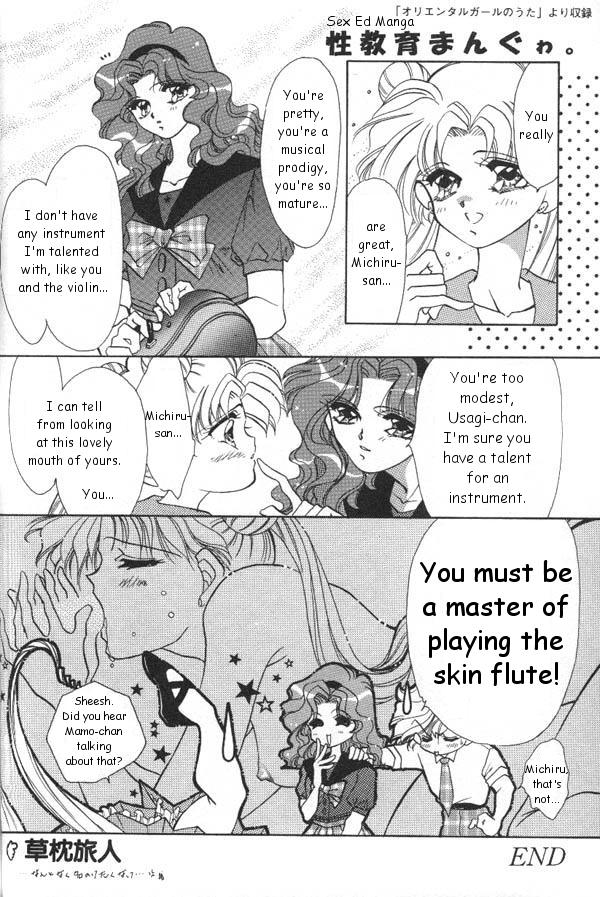 「オリエンタルガールのうた」より収録
Sex Ed Manga
性教育まんぐゎ。
You
really
are
great,
Michiru-
san...
You're
pretty,
you're a
musical
prodigy,
you're so
mature...
I don't have
any instrument
I'm talented
with, like you
and the violin...
You're too
modest,
Usagi-chan.
I'm sure you
have a talent
for an
instrument.
Michiru-
san...
I can tell
from looking
at this lovely
mouth of yours.
You...
You must be
a master of
playing the
skin flute!
Michiru,
that's
not...
Sheesh.
Did you hear
Mamo-chan
talking
about that?
草枕旅人
END